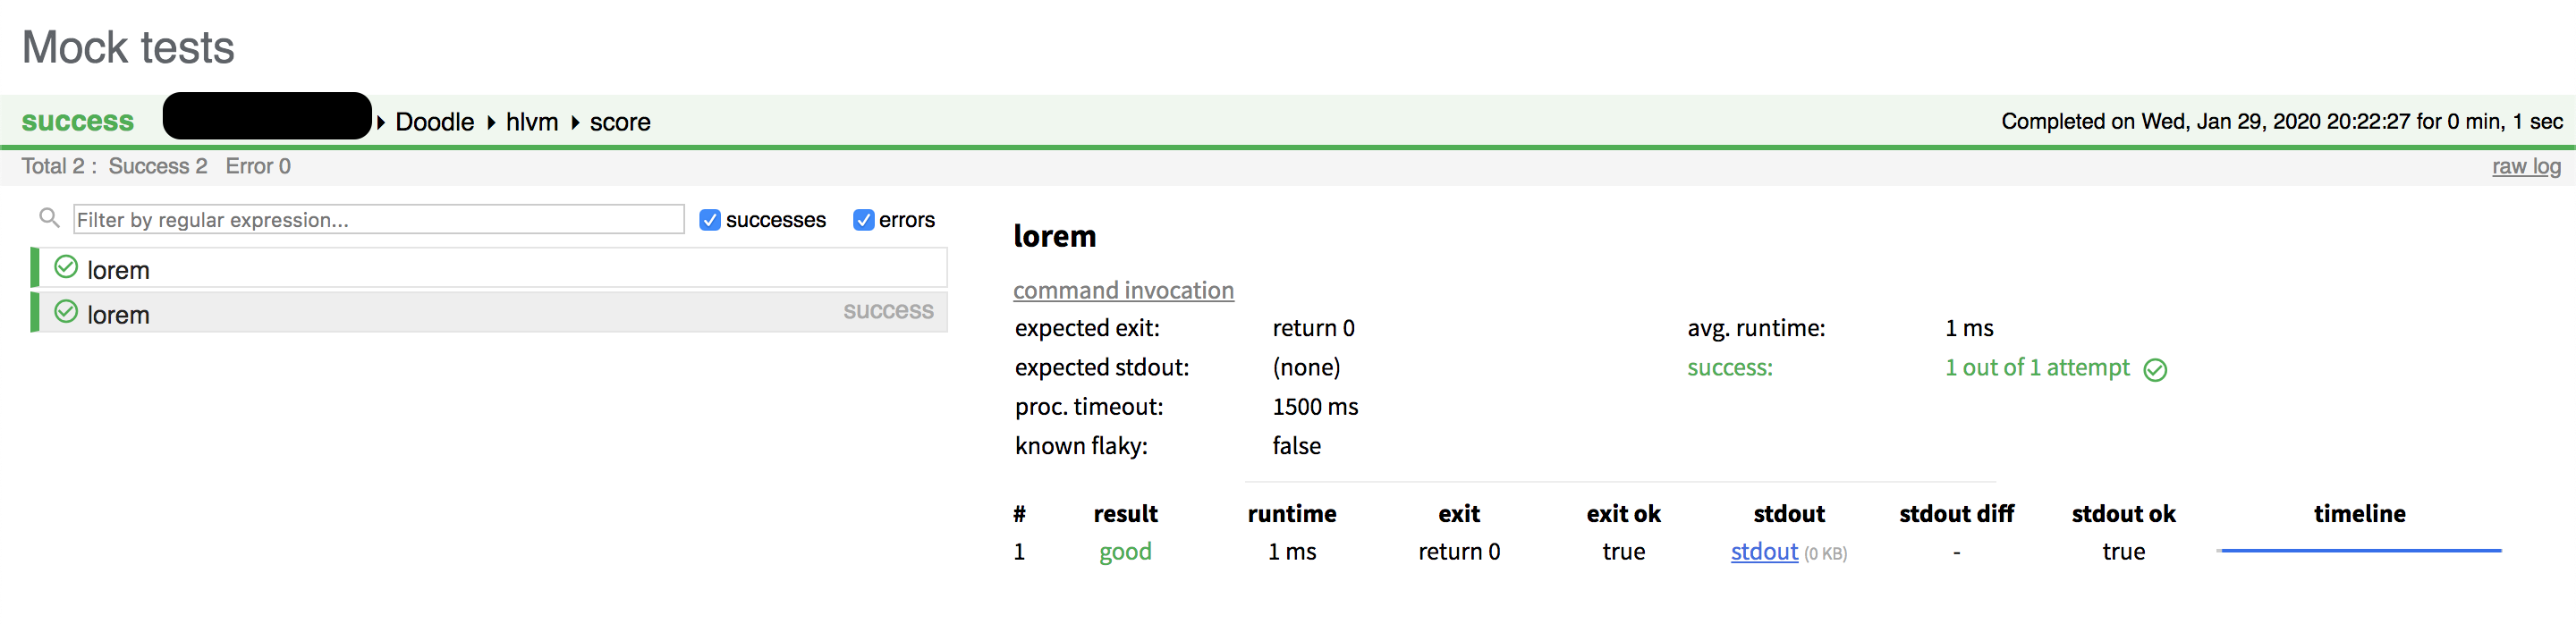 Mock tests
success Doodle hlvm score Completed on Wed, Jan 29, 2020 20:22:27 for 0 min, 1 sec
Total 2 : Success 2 Error 0 raw log
Filter by regular expression... successes errors
lorem
lorem success
lorem
command invocation
expected exit: return 0 avg. runtime: 1 ms
expected stdout: (none) success: 1 out of 1 attempt
proc. timeout: 1500 ms
known flaky: false
# result runtime exit exit ok stdout stdout diff stdout ok timeline
1 good 1 ms return 0 true stdout (0 KB) - true